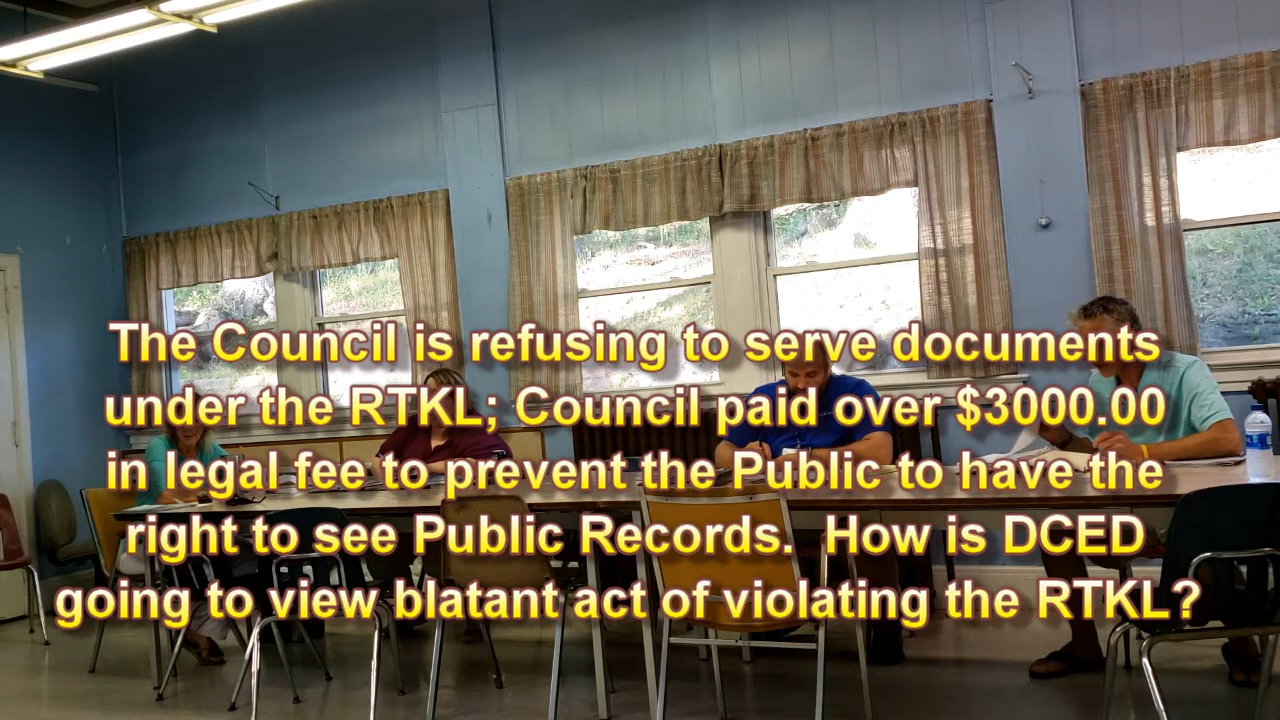 The Council is refusing to serve documents
under the RTKL; Council paid over $3000.00
in legal fee to prevent the Public to have the
right to see Public Records.  How is DCED
going to view blatant act of violating the RTKL?